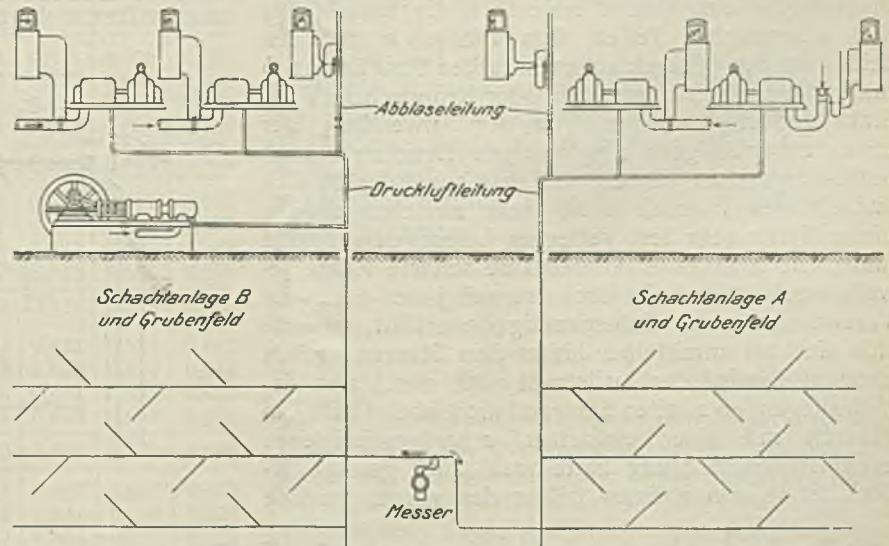 Abblaseleitung
Druckluftleitung
Schachtanlage B
und Grubenfeld
Schachtanlage A
und Grubenfeld
Messer